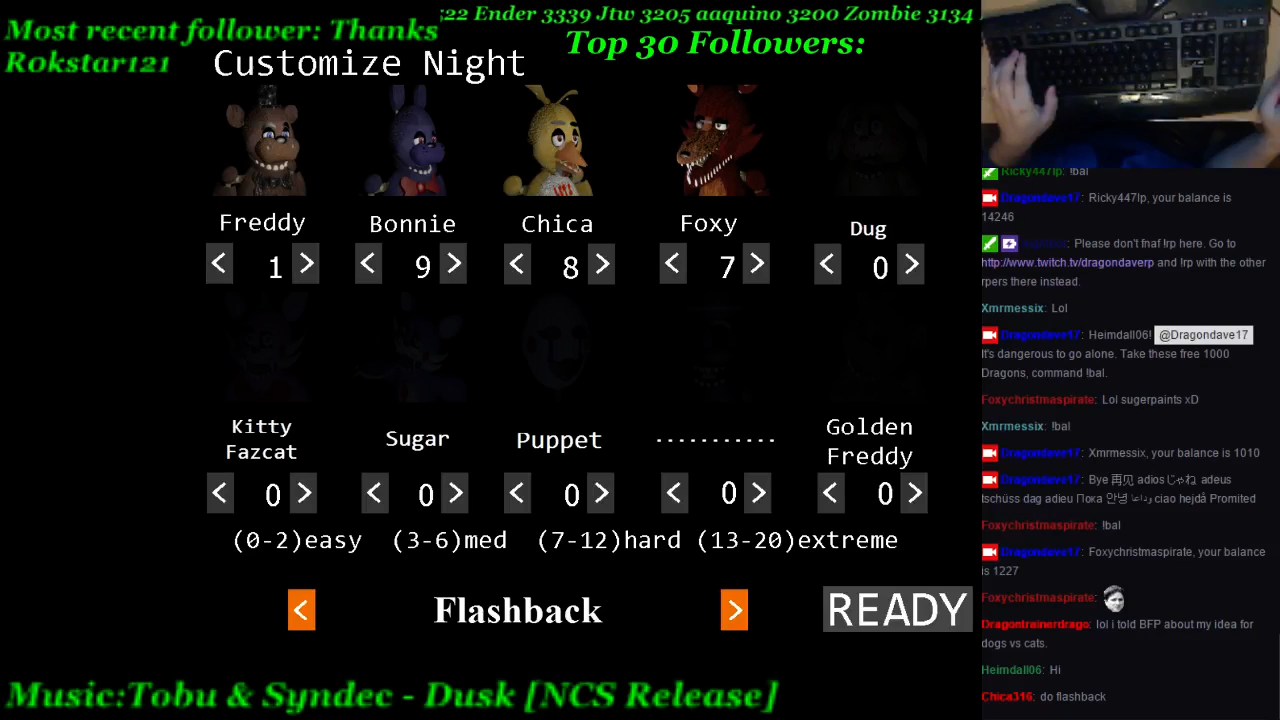 Most recent follower: Thanks
Rokstar121
522 Ender 3339 Jtw 3205 aaquino 3200 Zombie 3134
Top 30 Followers:
Customize Night
Freddy
Bonnie
Chica
Foxy
Dug
< 1 >
< 9 >
< 8 >
< 7 >
< 0 >
Kitty
Fazcat
Sugar
Puppet
-----------
Golden
Freddy
< 0 >
< 0 >
< 0 >
< 0 >
< 0 >
(0-2)easy (3-6)med (7-12)hard (13-20)extreme
< Flashback >
READY
Music:Tobu & Syndec - Dusk [NCS Release]
Ricky447lp: !bal
Dragondave17: Ricky447lp, your balance is
14246
: Please don't fnaf !rp here. Go to
http://www.twitch.tv/dragondaverp and !rp with the other
rpers there instead.
Xmrmessix: Lol
Dragondave17: Heimdall06! @Dragondave17
It's dangerous to go alone. Take these free 1000
Dragons, command !bal.
Foxychristmaspirate: Lol sugerpaints xD
Xmrmessix: !bal
Dragondave17: Xmrmessix, your balance is 1010
Dragondave17: Bye 再见 adios じゃね adeus
tschüss dag adieu Пока 안녕 وداعا ciao hejdå Promited
Foxychristmaspirate: !bal
Dragondave17: Foxychristmaspirate, your balance
is 1227
Foxychristmaspirate:
Dragontrainerdrago: lol i told BFP about my idea for
dogs vs cats.
Heimdall06: Hi
Chica316: do flashback